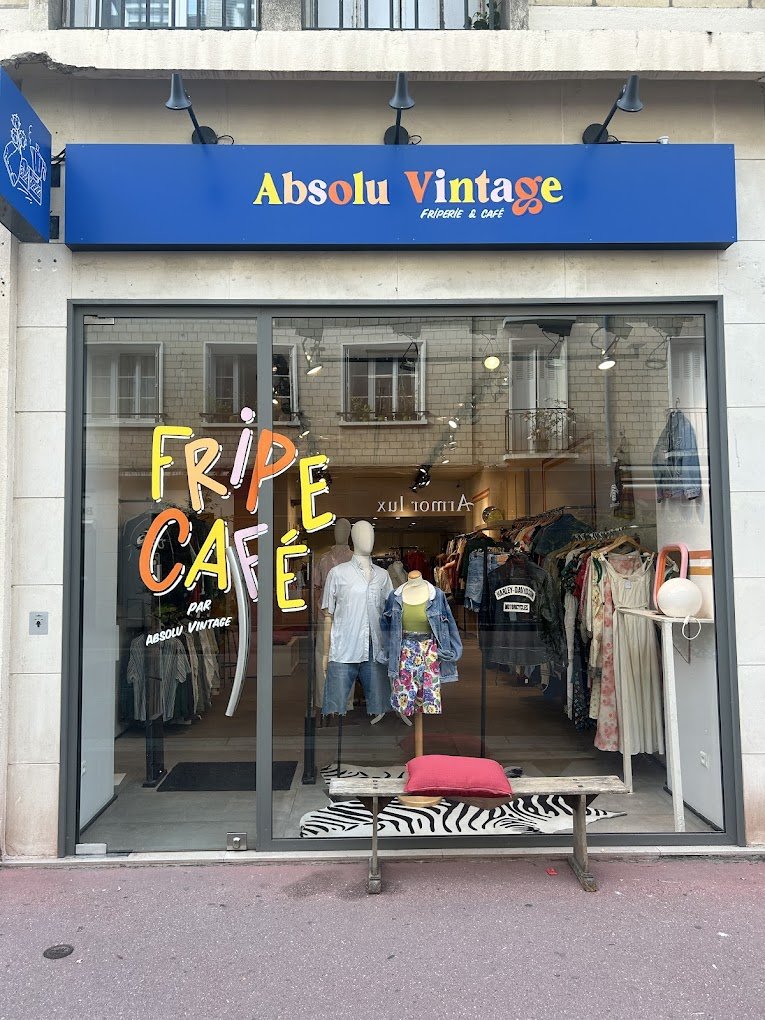 Absolu Vintage
FRIPERIE & CAFÉ
FRIPE
CAFÉ
PAR
ABSOLU VINTAGE
Armor lux
HARLEY-DAVIDSON
MOTORCYCLES